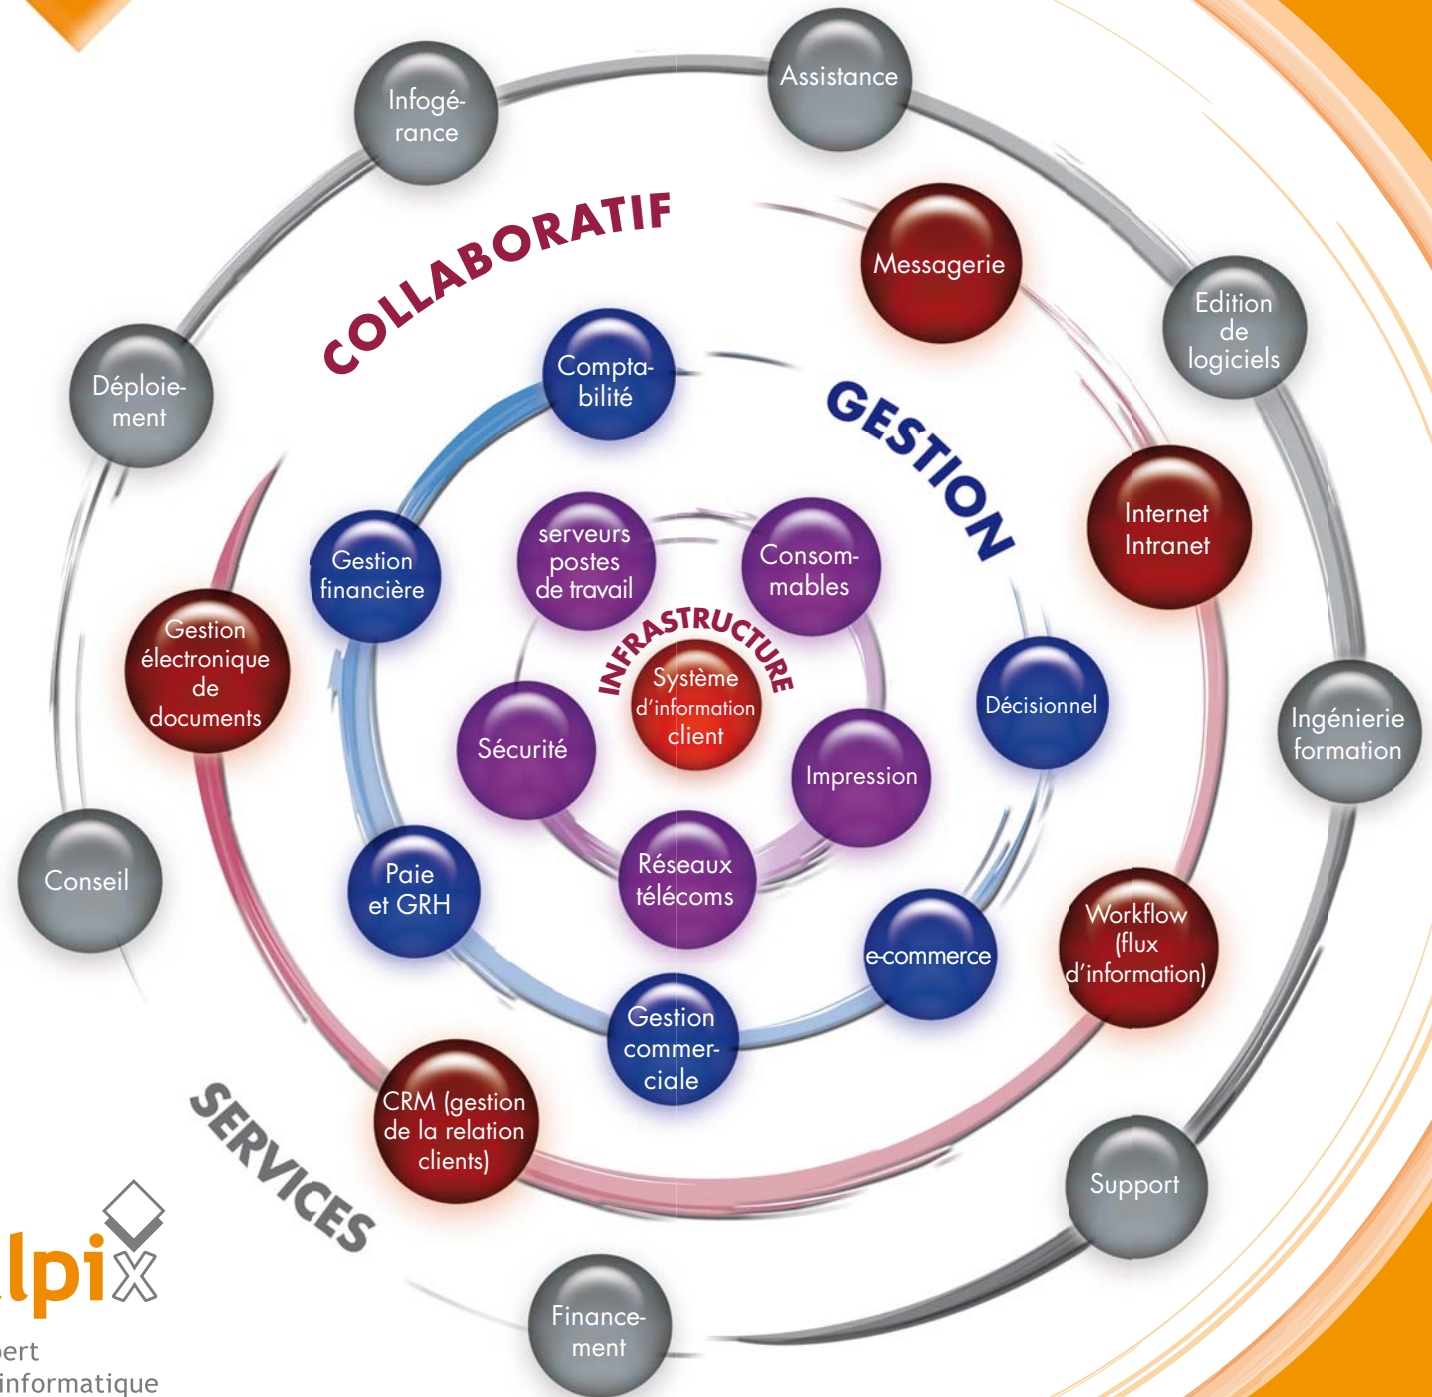 Assistance
Infogé-
rance
COLLABORATIF
Messagerie
Edition
de
logiciels
Compta-
bilité
Déploie-
ment
GESTION
Internet
Intranet
serveurs
postes
de travail
Consom-
mables
Gestion
financière
INFRASTRUCTURE
Gestion
électronique
de
documents
Système
d'information
client
Décisionnel
Ingénierie
formation
Sécurité
Impression
Conseil
Paie
et GRH
Réseaux
télécoms
e-commerce
Workflow
(flux
d'information)
Gestion
commer-
ciale
CRM (gestion
de la relation
clients)
SERVICES
Support
lpix
Finance-
ment
pert
informatique